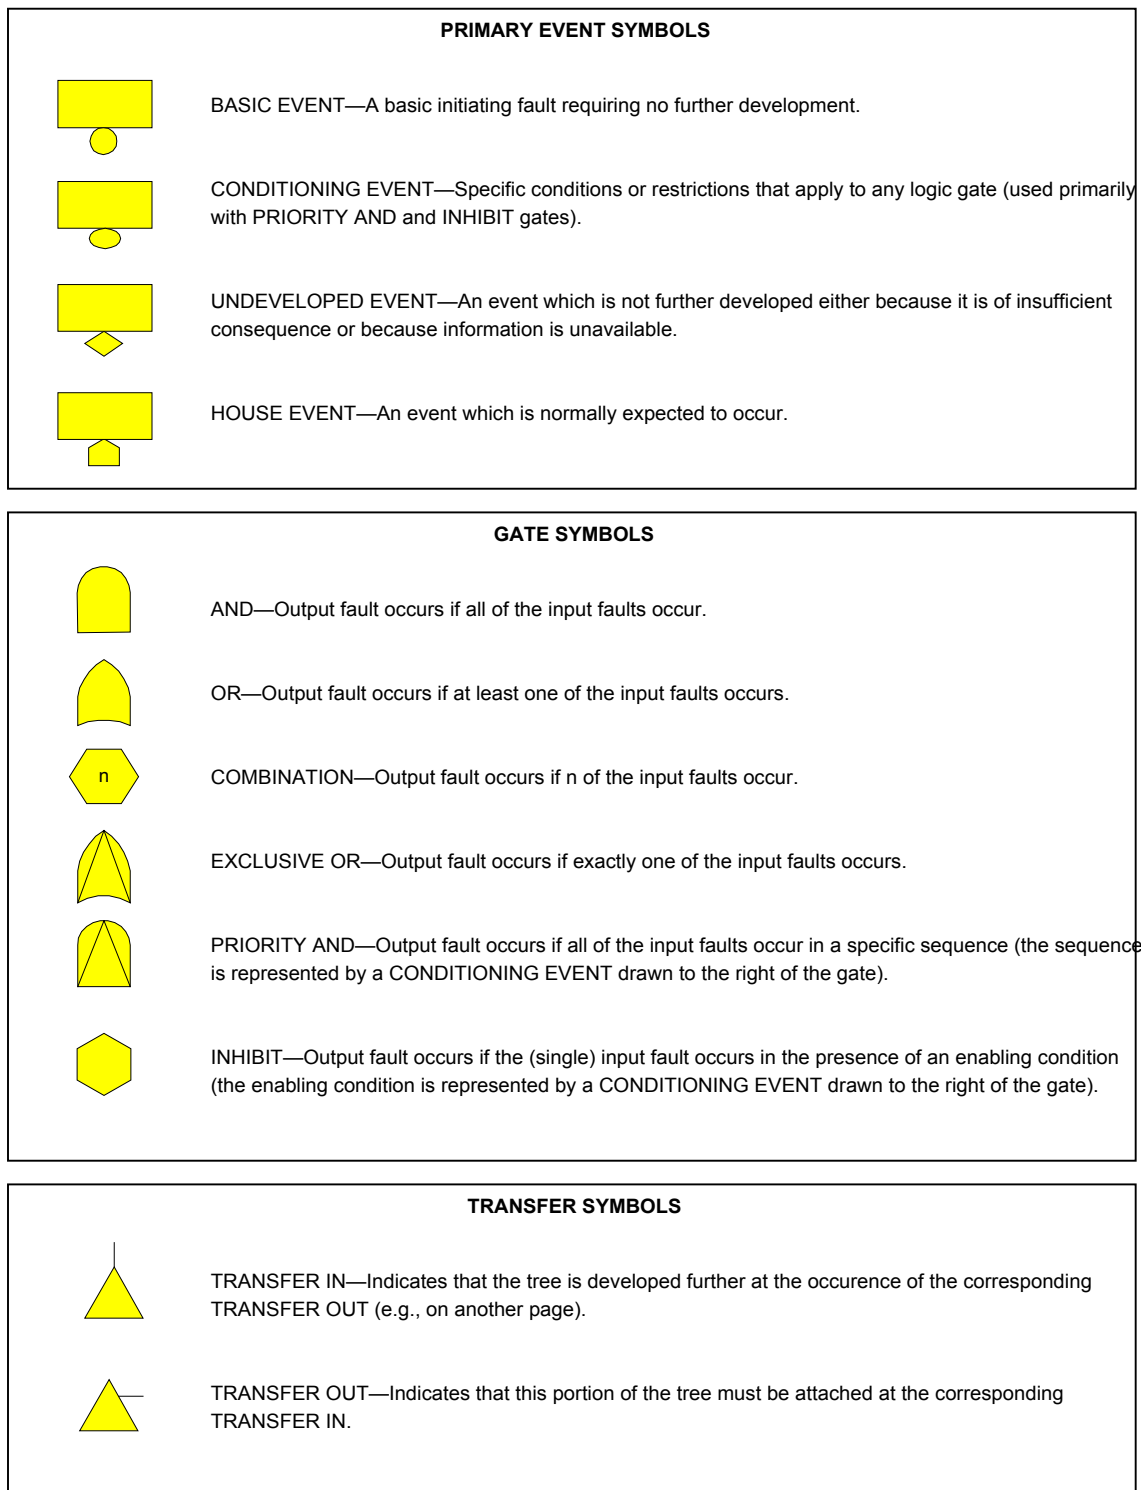 PRIMARY EVENT SYMBOLS
BASIC EVENT—A basic initiating fault requiring no further development.
CONDITIONING EVENT—Specific conditions or restrictions that apply to any logic gate (used primarily
with PRIORITY AND and INHIBIT gates).
UNDEVELOPED EVENT—An event which is not further developed either because it is of insufficient
consequence or because information is unavailable.
HOUSE EVENT—An event which is normally expected to occur.
GATE SYMBOLS
AND—Output fault occurs if all of the input faults occur.
OR—Output fault occurs if at least one of the input faults occurs.
n
COMBINATION—Output fault occurs if n of the input faults occur.
EXCLUSIVE OR—Output fault occurs if exactly one of the input faults occurs.
PRIORITY AND—Output fault occurs if all of the input faults occur in a specific sequence (the sequence
is represented by a CONDITIONING EVENT drawn to the right of the gate).
INHIBIT—Output fault occurs if the (single) input fault occurs in the presence of an enabling condition
(the enabling condition is represented by a CONDITIONING EVENT drawn to the right of the gate).
TRANSFER SYMBOLS
TRANSFER IN—Indicates that the tree is developed further at the occurence of the corresponding
TRANSFER OUT (e.g., on another page).
TRANSFER OUT—Indicates that this portion of the tree must be attached at the corresponding
TRANSFER IN.